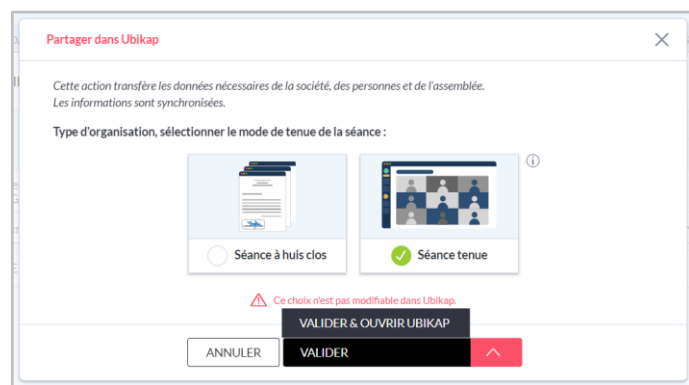 Partager dans Ubikap
Cette action transfère les données nécessaires de la société, des personnes et de l'assemblée.
Les informations sont synchronisées.
Type d'organisation, sélectionner le mode de tenue de la séance :
Séance à huis clos
Séance tenue
Ce choix n'est pas modifiable dans Ubikap.
VALIDER & OUVRIR UBIKAP
ANNULER
VALIDER